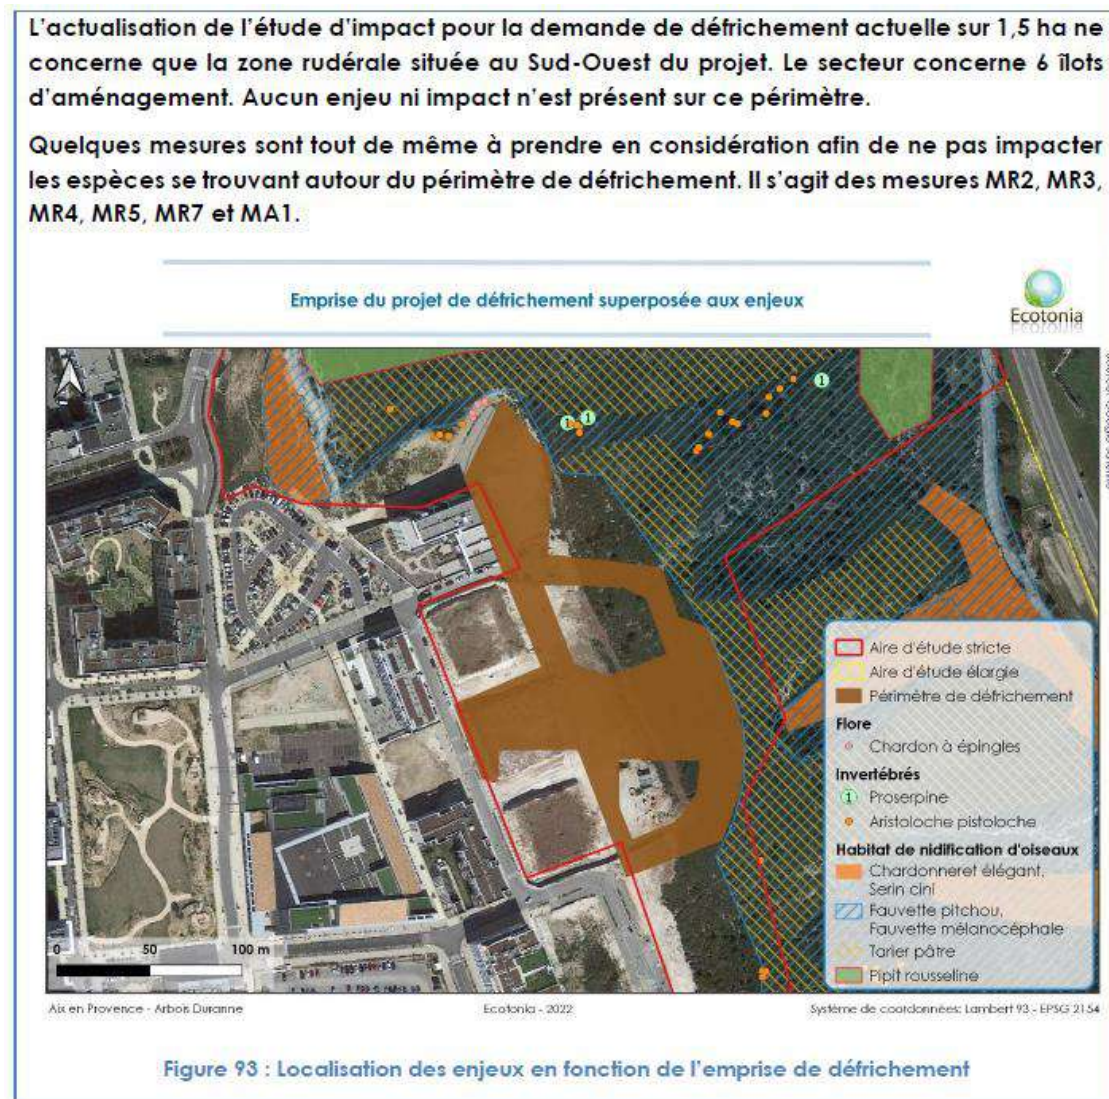 L'actualisation de l'étude d'impact pour la demande de défrichement actuelle sur 1,5 ha ne
concerne que la zone rudérale située au Sud-Ouest du projet. Le secteur concerne 6 îlots
d'aménagement. Aucun enjeu ni impact n'est présent sur ce périmètre.
Quelques mesures sont tout de même à prendre en considération afin de ne pas impacter
les espèces se trouvant autour du périmètre de défrichement. Il s'agit des mesures MR2, MR3,
MR4, MR5, MR7 et MA1.
Emprise du projet de défrichement superposée aux enjeux
Ecotonia
1
1
1
Aire d'étude stricte
Aire d'étude élargie
Périmètre de défrichement
Flore
Chardon à épingles
Invertébrés
1 Proserpine
Aristoloche pistoloche
Habitat de nidification d'oiseaux
Chardonneret élégant,
Serin cini
Fauvette pitchou,
Fauvette mélanocéphale
Tarier pâtre
Pipit rousseline
0 50 100 m
Aix en Provence - Arbois Duranne
Ecotonia - 2022
Système de coordonnées: Lambert 93 - EPSG 2154
Figure 93 : Localisation des enjeux en fonction de l'emprise de défrichement